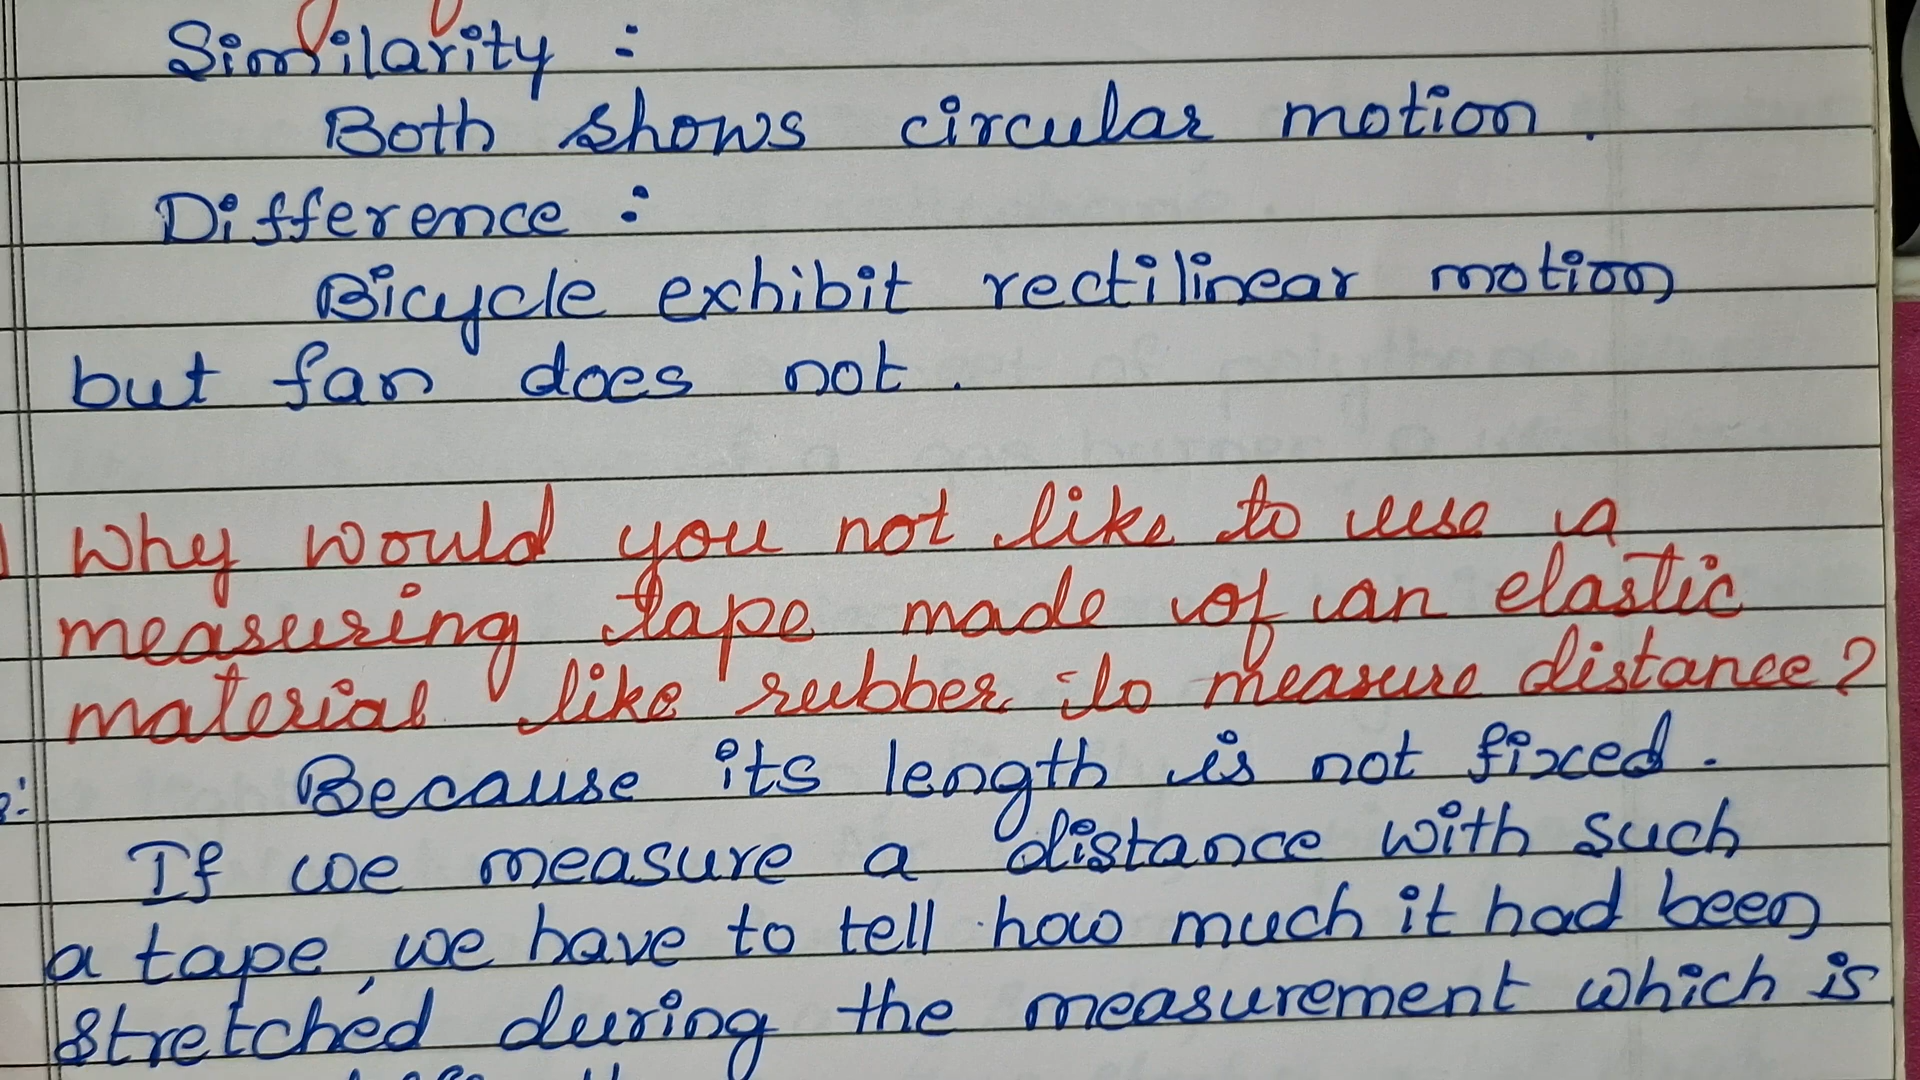 Similarity :
Both shows circular motion.
Difference :
Bicycle exhibit rectilinear motion
but fan does not.
Why would you not like to use a
measuring tape made of an elastic
material like rubber to measure distance?
Because its length is not fixed.
If we measure a distance with such
a tape, we have to tell how much it had been
stretched during the measurement which is